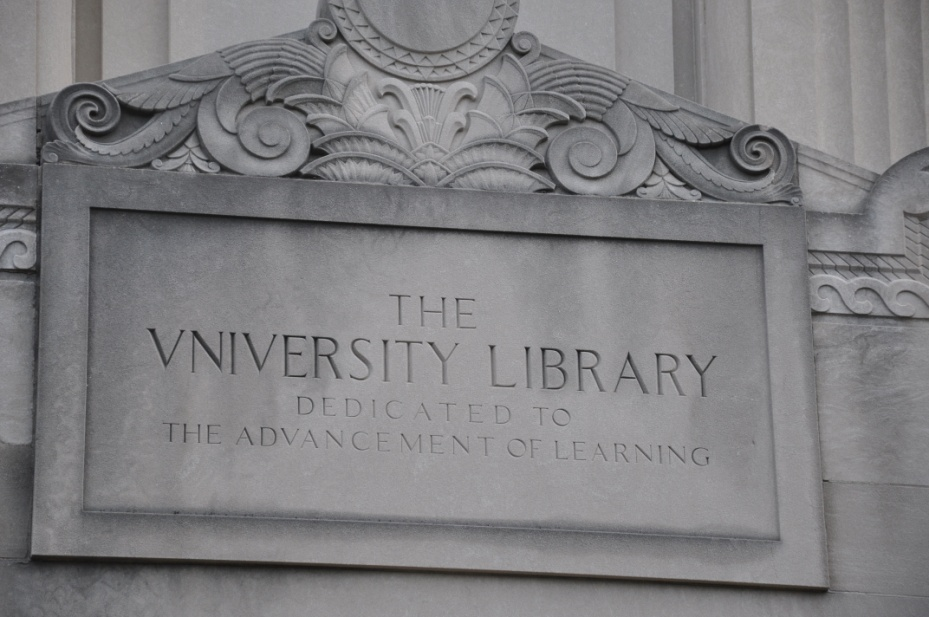 THE
VNIVERSITY LIBRARY
DEDICATED TO
THE ADVANCEMENT OF LEARNING